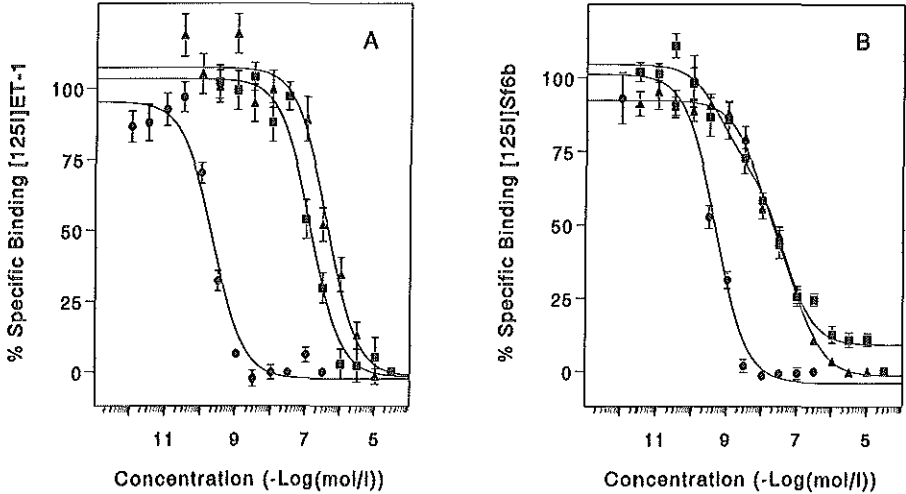 A
% Specific Binding [125I]ET-1
100
75
50
25
0
11 9 7 5
Concentration (-Log(mol/l))
B
% Specific Binding [125I]Sf6b
100
75
50
25
0
11 9 7 5
Concentration (-Log(mol/l))